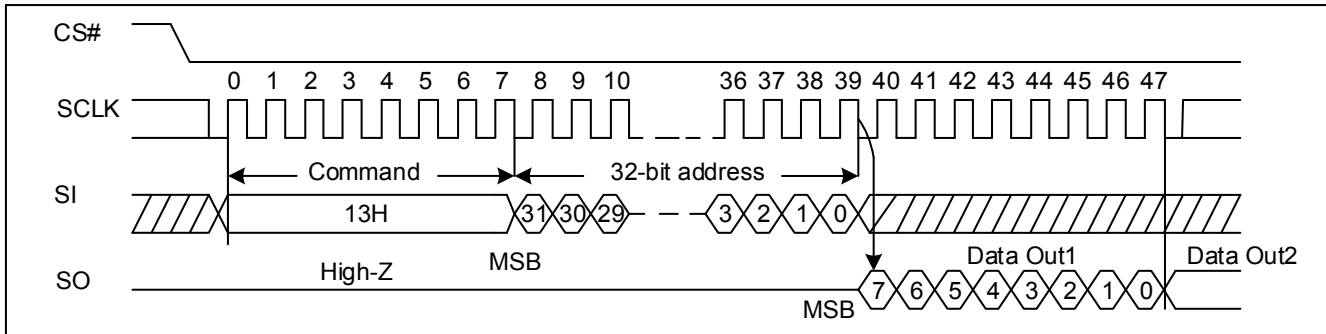 CS#
0 1 2 3 4 5 6 7 8 9 10 36 37 38 39 40 41 42 43 44 45 46 47
SCLK
Command 32-bit address
SI
13H 31 30 29 3 2 1 0
High-Z MSB Data Out1 Data Out2
SO
MSB 7 6 5 4 3 2 1 0